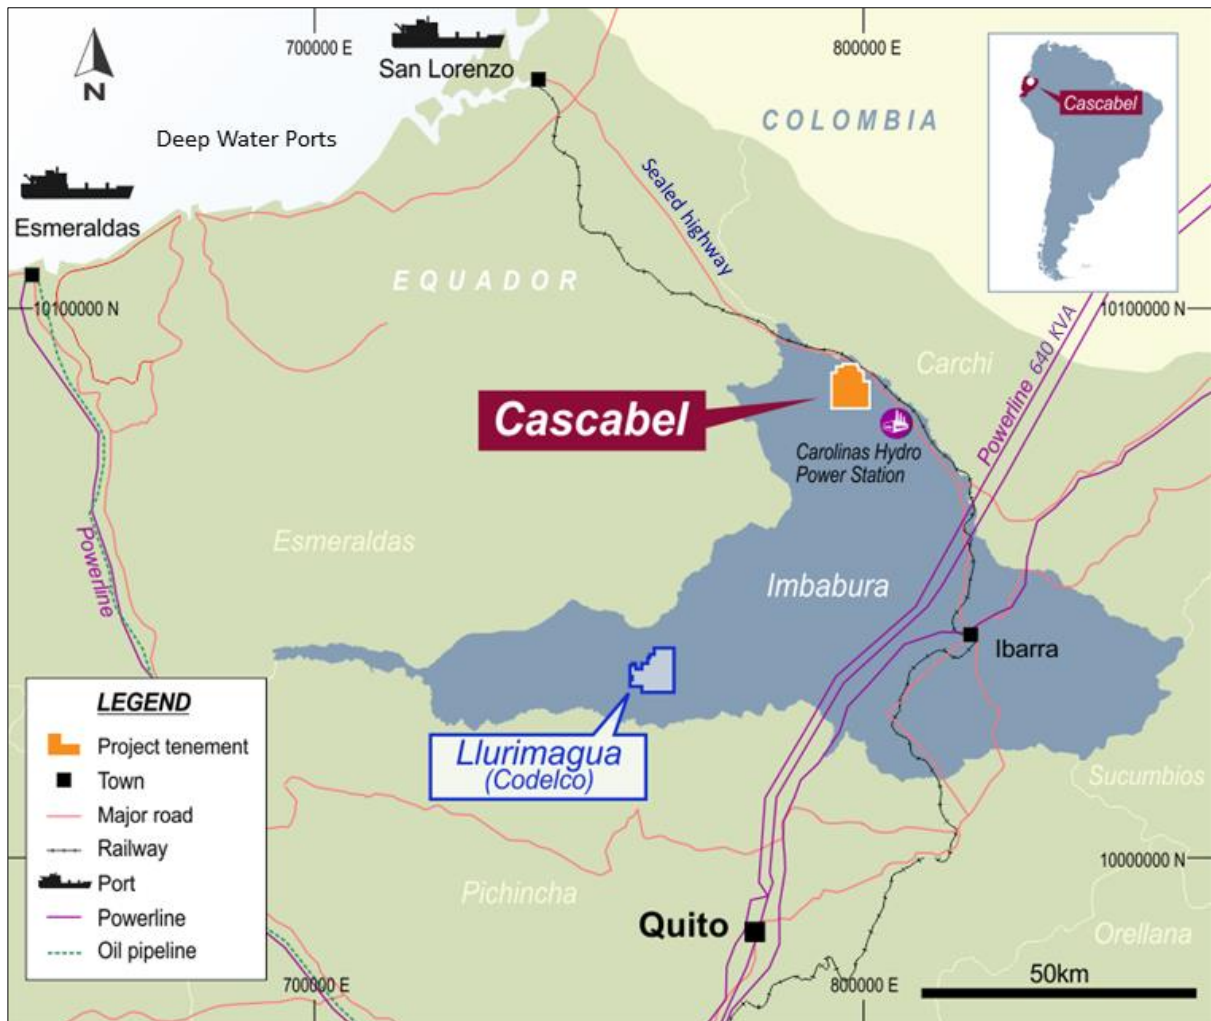 700000 E
800000 E
San Lorenzo
N
COLOMBIA
Cascabel
Deep Water Ports
Sealed highway
Esmeraldas
EQUADOR
10100000 N
10100000 N
Powerline 640 KVA
Carchi
Cascabel
Carolinas Hydro
Power Station
Esmeraldas
Powerline
Imbabura
Ibarra
Llurimagua
(Codelco)
LEGEND
Project tenement
Town
Major road
Railway
Port
Powerline
Oil pipeline
Sucumbios
10000000 N
Pichincha
Quito
Orellana
50km
700000 E
800000 E